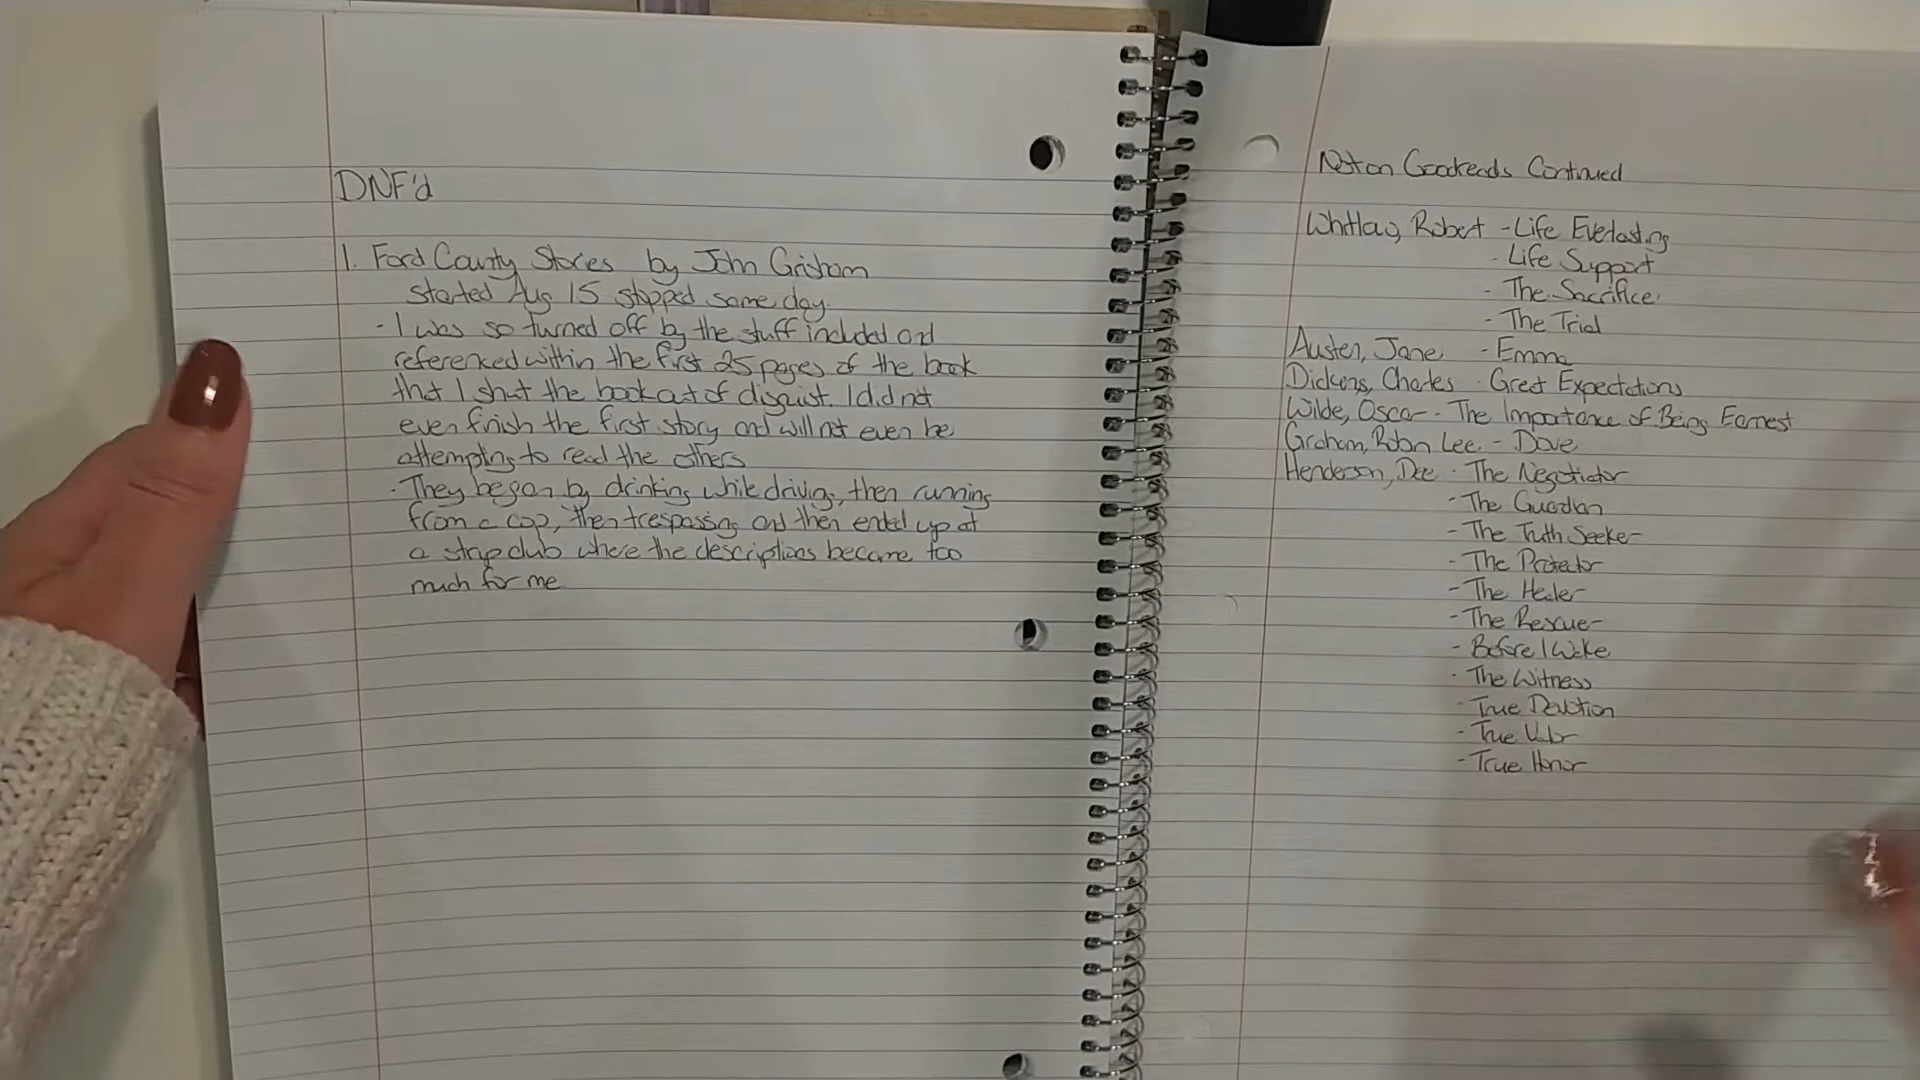 DNF'd
1. Ford County Stories by John Grisham
started Aug 15 stopped same day.
- I was so turned off by the stuff included and
referenced within the first 25 pages of the book
that I shut the book out of disgust. I did not
even finish the first story and will not even be
attempting to read the others
- They began by drinking while driving, then running
from a cop, then trespassing and then ended up at
a strip club where the descriptions became too
much for me
Not on Goodreads Continued
Whitlaw, Robert - Life Everlasting
- Life Support
- The Sacrifice
- The Trial
Austen, Jane - Emma
Dickens, Charles - Great Expectations
Wilde, Oscar - The Importance of Being Earnest
Graham, Robin Lee - Dove
Henderson, Dee - The Negotiator
- The Guardian
- The Truth Seeker
- The Protector
- The Healer
- The Rescuer
- Before I Wake
- The Witness
- True Devotion
- True Valor
- True Honor